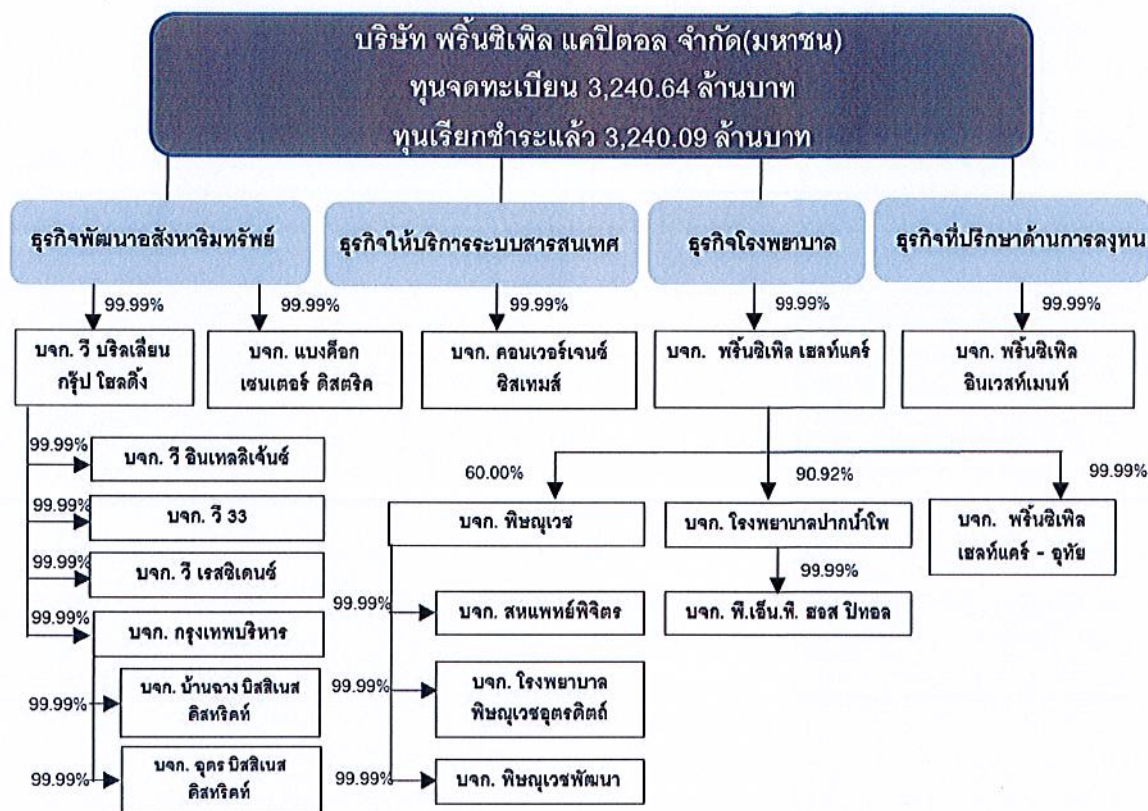 บริษัท พริ้นซิเพิล แคปิตอล จำกัด(มหาชน)
ทุนจดทะเบียน 3,240.64 ล้านบาท
ทุนเรียกชำระแล้ว 3,240.09 ล้านบาท
ธุรกิจพัฒนาอสังหาริมทรัพย์
ธุรกิจให้บริการระบบสารสนเทศ
ธุรกิจโรงพยาบาล
ธุรกิจที่ปรึกษาด้านการลงทุน
99.99%
99.99%
99.99%
99.99%
99.99%
บจก. วี บริลเลี่ยน
กรุ๊ป โฮลดิ้ง
บจก. แบงค็อก
เซนเตอร์ ดิสตริค
บจก. คอนเวอร์เจนซ์
ซิสเทมส์
บจก. พริ้นซิเพิล เฮลท์แคร์
บจก. พริ้นซิเพิล
อินเวสท์เมนท์
99.99%
บจก. วี อินเทลลิเจ้นซ์
99.99%
บจก. วี 33
99.99%
บจก. วี เรสซิเดนซ์
99.99%
บจก. กรุงเทพบริหาร
99.99%
บจก. บ้านฉาง บิสสิเนส
ดิสทริคท์
99.99%
บจก. อุดร บิสสิเนส
ดิสทริคท์
60.00%
บจก. พิษณุเวช
99.99%
บจก. สหแพทย์พิจิตร
99.99%
บจก. โรงพยาบาล
พิษณุเวชอุตรดิตถ์
99.99%
บจก. พิษณุเวชพัฒนา
90.92%
บจก. โรงพยาบาลปากน้ำโพ
99.99%
บจก. พี.เอ็น.พี. ฮอส ปิทอล
99.99%
บจก. พริ้นซิเพิล
เฮลท์แคร์ - อุทัย